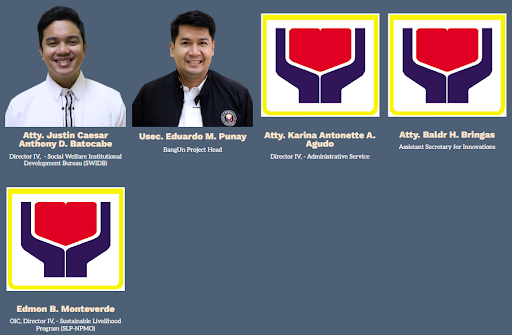 Atty. Justin Caesar
Anthony D. Batocabe
Director IV, - Social Welfare Institutional
Development Bureau (SWIDB)
Usec. Eduardo M. Punay
BangUn Project Head
Atty. Karina Antonette A.
Agudo
Director IV, - Administrative Service
Atty. Baldr H. Bringas
Assistant Secretary for Innovations
Edmon B. Monteverde
OIC, Director IV, - Sustainable Livelihood
Program (SLP-NPMO)